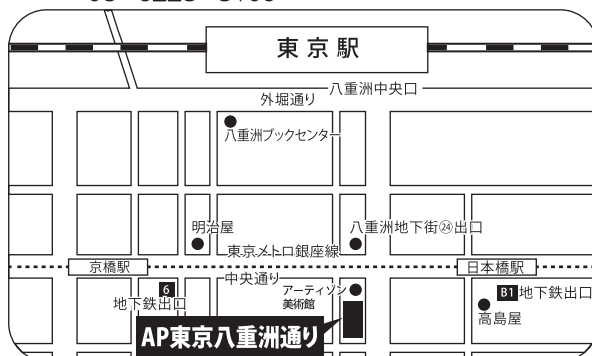 東京駅
八重洲中央口
外堀通り
八重洲ブックセンター
明治屋
八重洲地下街㉔出口
東京メトロ銀座線
京橋駅
日本橋駅
中央通り
6
地下鉄出口
アーティゾン
美術館
B1 地下鉄出口
高島屋
AP東京八重洲通り